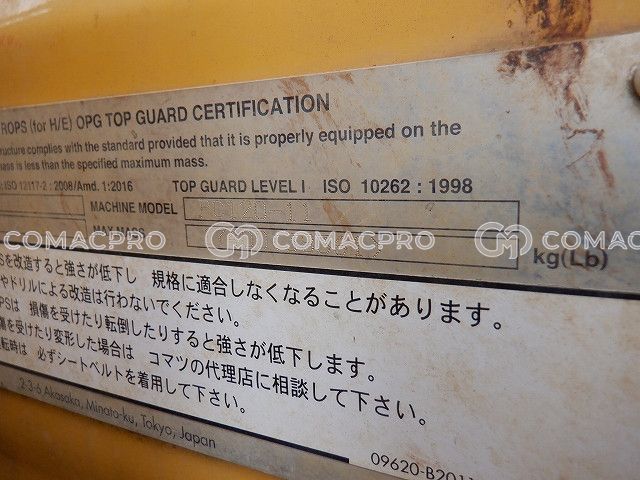 ROPS (for H/E) OPG TOP GUARD CERTIFICATION
ructure complies with the standard provided that it is properly equipped on the
mass is less than the specified maximum mass.
: ISO 12117-2 : 2008/Amd. 1:2016 TOP GUARD LEVEL I ISO 10262 : 1998
MACHINE MODEL
MAX MASS kg(Lb)
COMACPRO COMACPRO COMACPRO
Sを改造すると強さが低下し 規格に適合しなくなることがあります。
やドリルによる改造は行わないでください。
PSは 損傷を受けたり転倒したりすると強さが低下します。
傷を受けたり変形した場合は コマツの代理店に相談して下さい。
転時は 必ずシートベルトを着用して下さい。
2-3-6 Akasaka, Minato-ku, Tokyo, Japan
09620-B2011